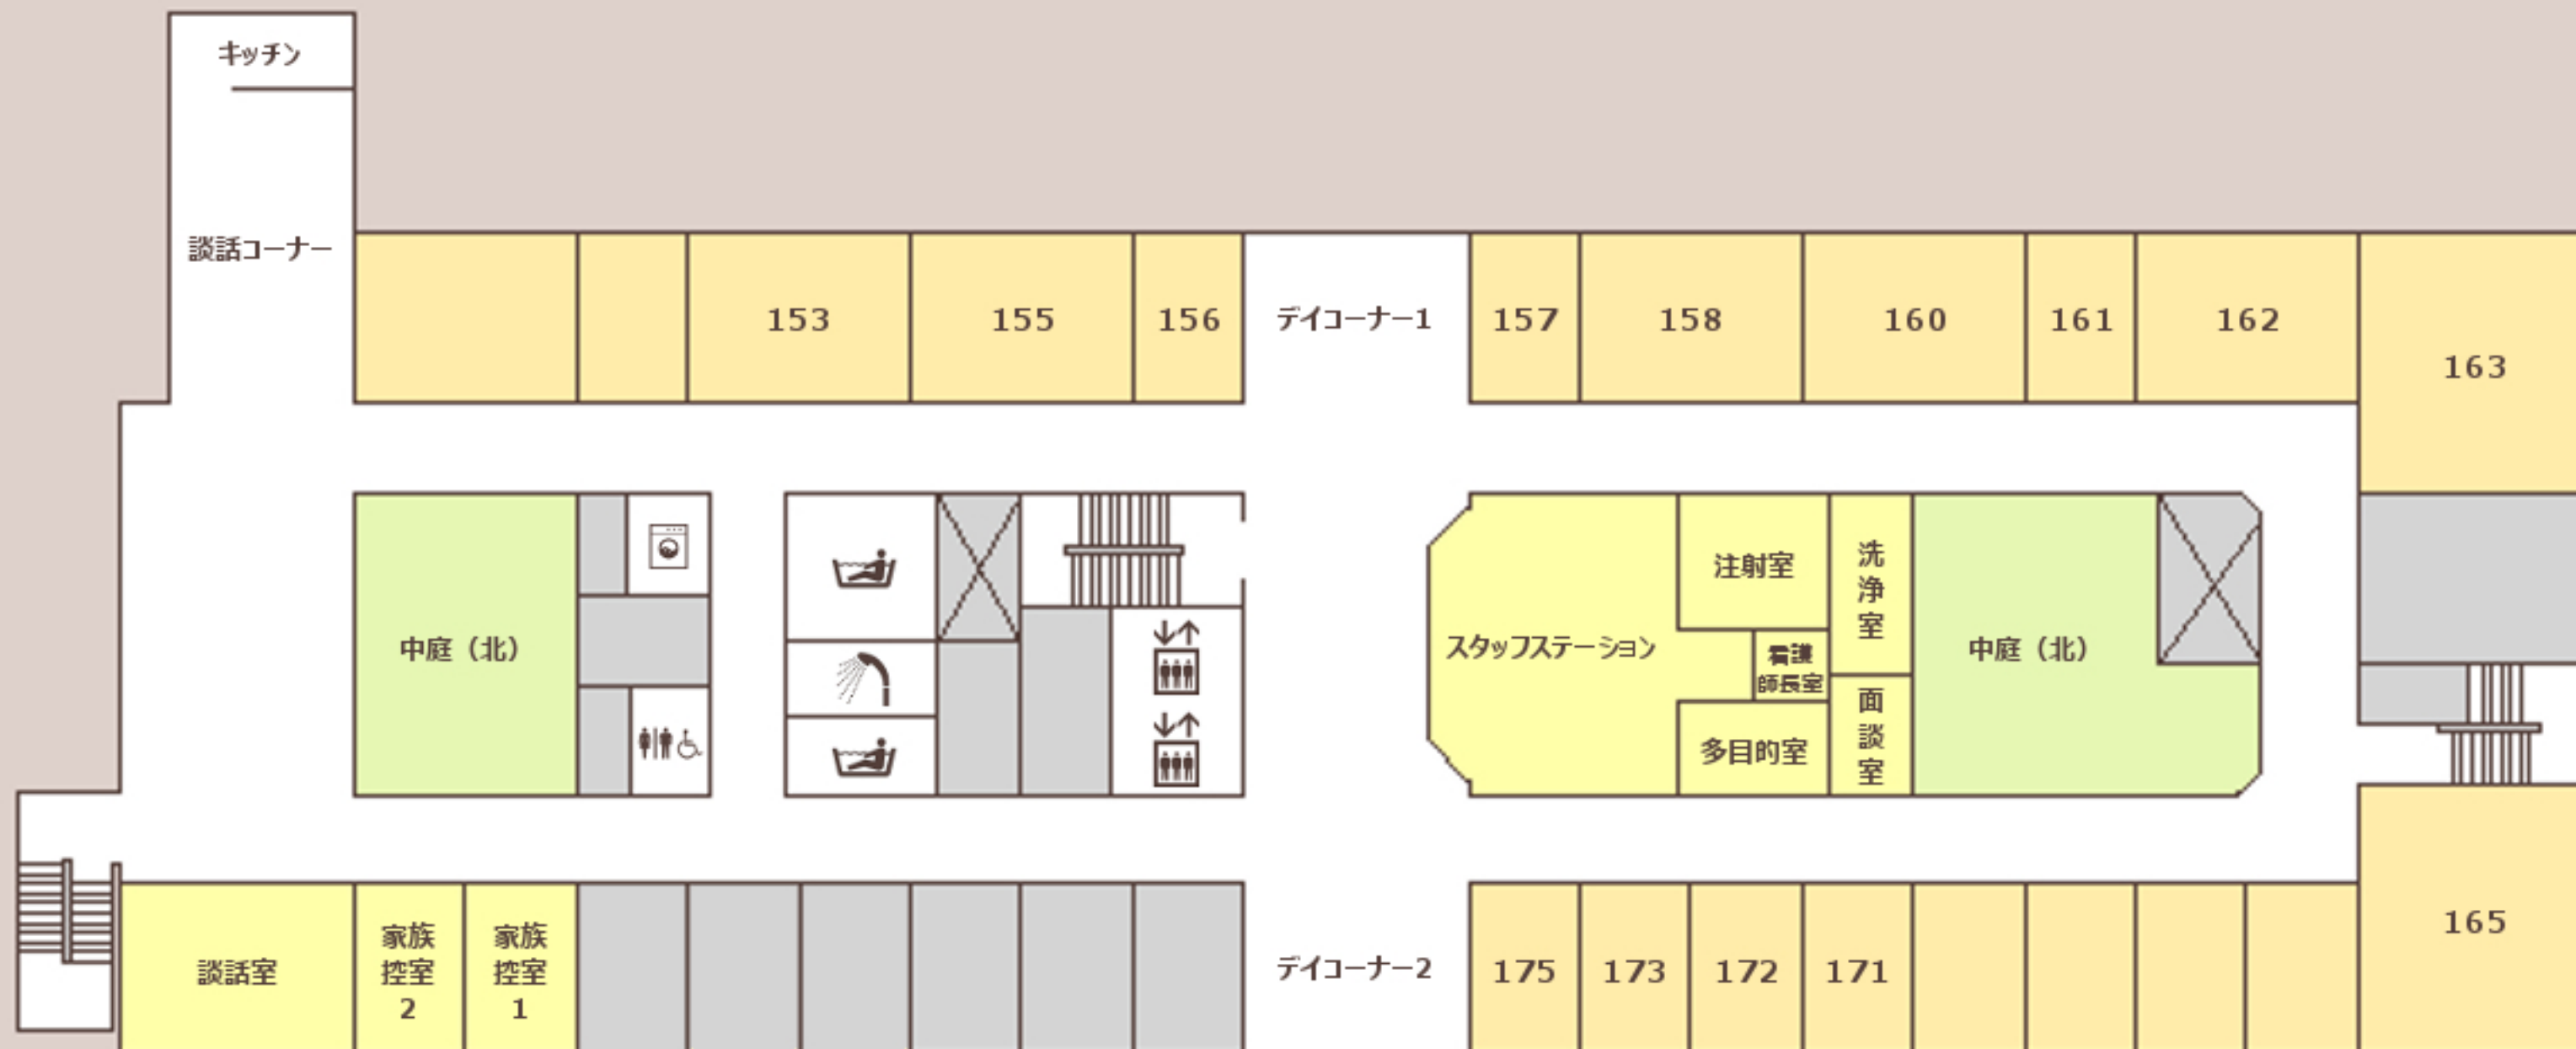 キッチン
談話コーナー
153
155
156
デイコーナー1
157
158
160
161
162
163
中庭（北）
スタッフステーション
注射室
看護
師長室
多目的室
洗
浄
室
面
談
室
中庭（北）
談話室
家族
控室
2
家族
控室
1
デイコーナー2
175
173
172
171
165